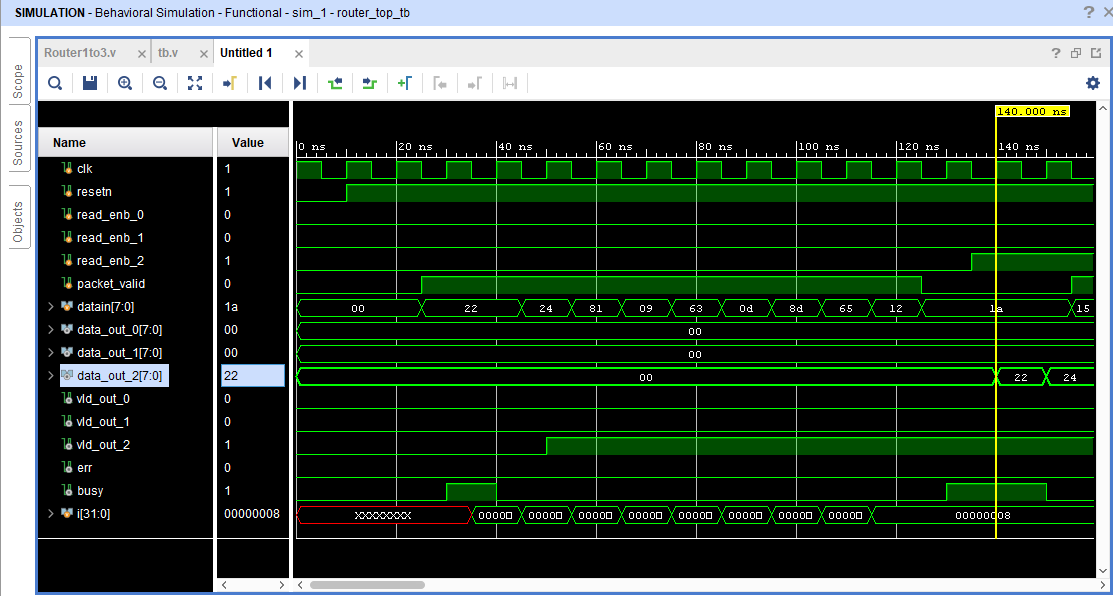 SIMULATION - Behavioral Simulation - Functional - sim_1 - router_top_tb
Scope
Sources
Objects
Router1to3.v
tb.v
Untitled 1
140.000 ns
Name Value
0 ns 20 ns 40 ns 60 ns 80 ns 100 ns 120 ns 140 ns
clk 1
resetn 1
read_enb_0 0
read_enb_1 0
read_enb_2 1
packet_valid 0
datain[7:0] 1a 00 22 24 81 09 63 0d 8d 65 12 1a 15
data_out_0[7:0] 00 00
data_out_1[7:0] 00 00
data_out_2[7:0] 22 00 22 24
vld_out_0 0
vld_out_1 0
vld_out_2 1
err 0
busy 1
i[31:0] 00000008 XXXXXXXX 0000 0000 0000 0000 0000 0000 0000 0000 00000008